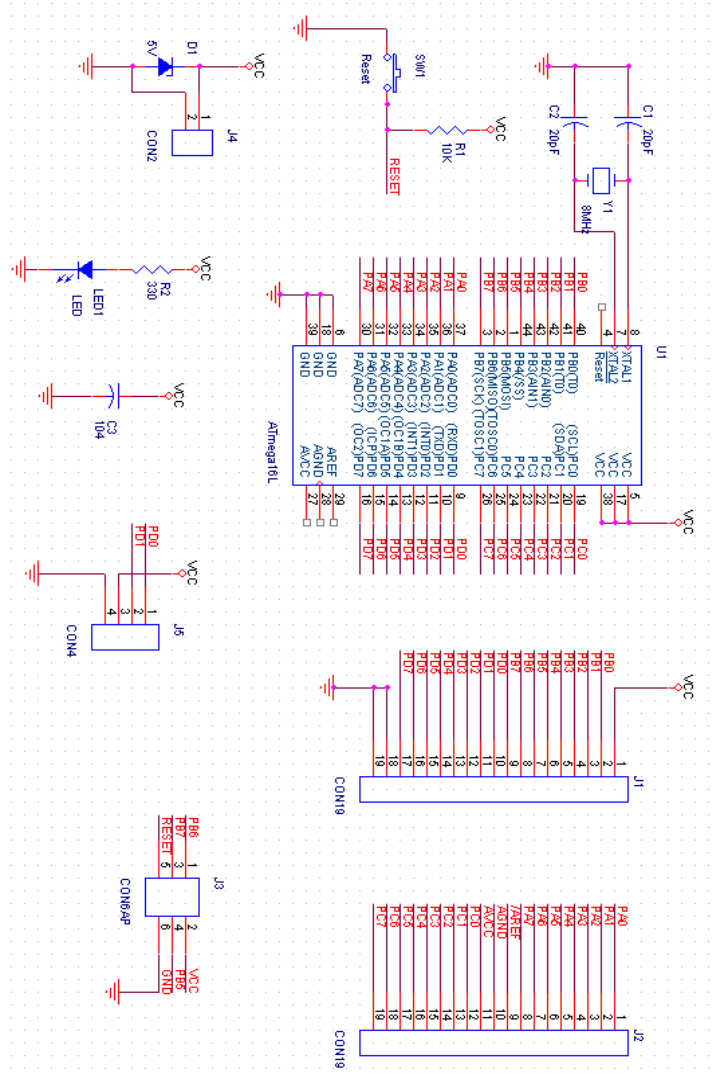 C1
20pF
C2
20pF
Y1
8MHz
VCC
R1
10K
SW1
Reset
RESET
VCC
D1
5V
J4
1
2
CON2
VCC
R2
330
LED1
LED
VCC
C3
104
U1
8 XTAL1 VCC 5
7 XTAL2 VCC 17
4 Reset VCC 38
VCC
PB0 40 PB0(T0) (SCL)PC0 19 PC0
PB1 41 PB1(T1) (SDA)PC1 20 PC1
PB2 42 PB2(AIN0) PC2 21 PC2
PB3 43 PB3(AIN1) PC3 22 PC3
PB4 44 PB4(/SS) PC4 23 PC4
PB5 1 PB5(MOSI) PC5 24 PC5
PB6 2 PB6(MISO) (TOSC0)PC6 25 PC6
PB7 3 PB7(SCK) (TOSC1)PC7 26 PC7
PA0 37 PA0(ADC0) (RXD)PD0 9 PD0
PA1 36 PA1(ADC1) (TXD)PD1 10 PD1
PA2 35 PA2(ADC2) (INT0)PD2 11 PD2
PA3 34 PA3(ADC3) (INT1)PD3 12 PD3
PA4 33 PA4(ADC4) (OC1B)PD4 13 PD4
PA5 32 PA5(ADC5) (OC1A)PD5 14 PD5
PA6 31 PA6(ADC6) (ICP)PD6 15 PD6
PA7 30 PA7(ADC7) (OC2)PD7 16 PD7
6 GND AREF 29
18 GND AGND 28
39 GND AVCC 27
ATmega16L
VCC
J5
PD0 1
PD1 2
3
4
CON4
VCC
J1
1
PB0 2
PB1 3
PB2 4
PB3 5
PB4 6
PB5 7
PB6 8
PB7 9
PD0 10
PD1 11
PD2 12
PD3 13
PD4 14
PD5 15
PD6 16
PD7 17
18
19
CON19
J3
PB6 1 2 VCC
PB7 3 4 PB5
RESET 5 6 GND
CON6AP
J2
PA0 1
PA1 2
PA2 3
PA3 4
PA4 5
PA5 6
PA6 7
PA7 8
/AREF 9
AGND 10
AVCC 11
PC0 12
PC1 13
PC2 14
PC3 15
PC4 16
PC5 17
PC6 18
PC7 19
CON19